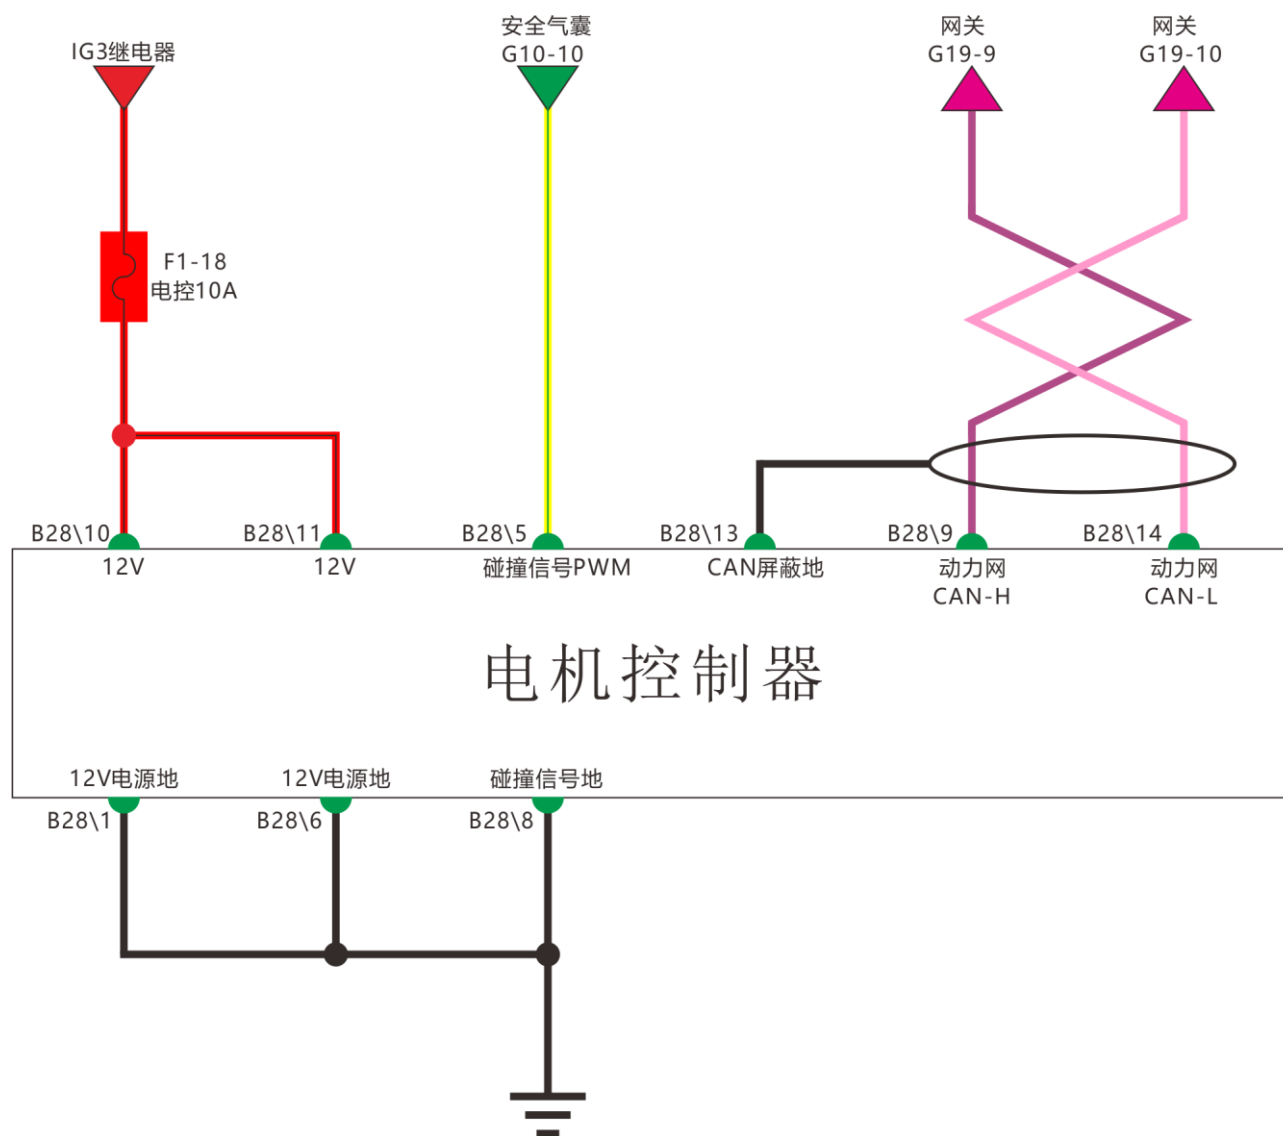 安全气囊
网关
网关
IG3继电器
G10-10
G19-9
G19-10
F1-18
电控10A
B28\10
B28\11
B28\5
B28\13
B28\9
B28\14
12V
12V
碰撞信号PWM
CAN屏蔽地
动力网
动力网
CAN-H
CAN-L
电机控制器
12V电源地
12V电源地
碰撞信号地
B28\1
B28\6
B28\8